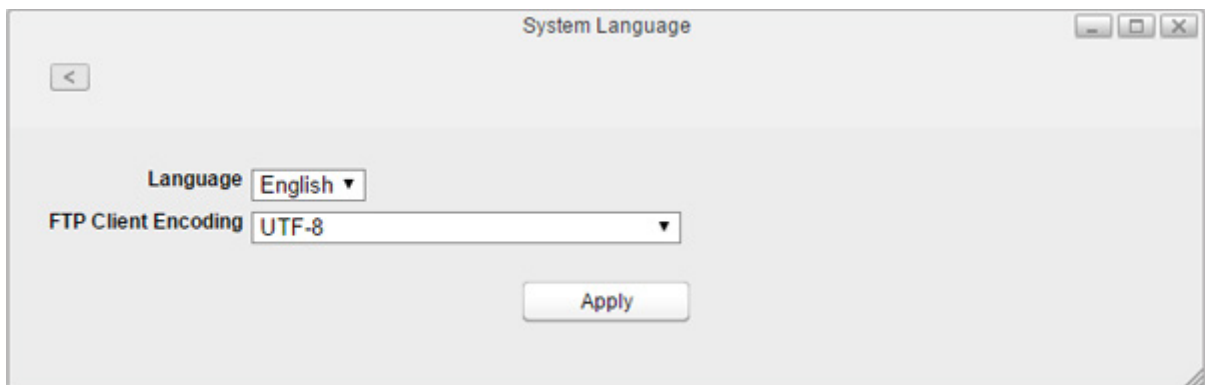 System Language
<
Language English
FTP Client Encoding UTF-8
Apply